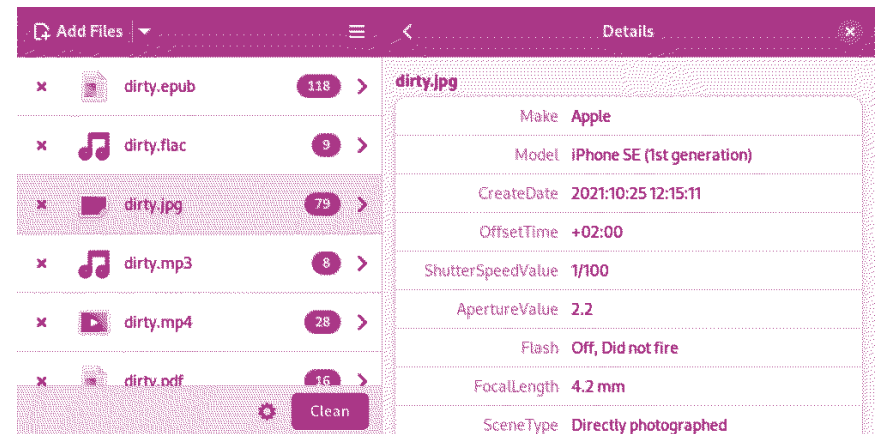 Add Files
Details
dirty.epub 118
dirty.flac 9
dirty.jpg 79
dirty.mp3 8
dirty.mp4 28
dirty.pdf 16
Clean
dirty.jpg
Make Apple
Model iPhone SE (1st generation)
CreateDate 2021:10:25 12:15:11
OffsetTime +02:00
ShutterSpeedValue 1/100
ApertureValue 2.2
Flash Off, Did not fire
FocalLength 4.2 mm
SceneType Directly photographed